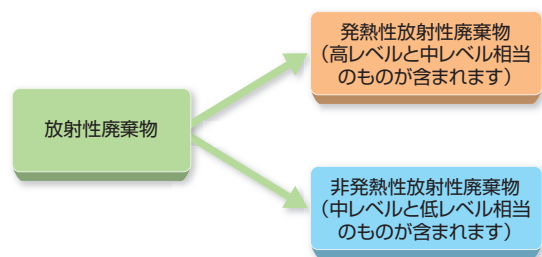 発熱性放射性廃棄物
（高レベルと中レベル相当
のものが含まれます）
放射性廃棄物
非発熱性放射性廃棄物
（中レベルと低レベル相当
のものが含まれます）